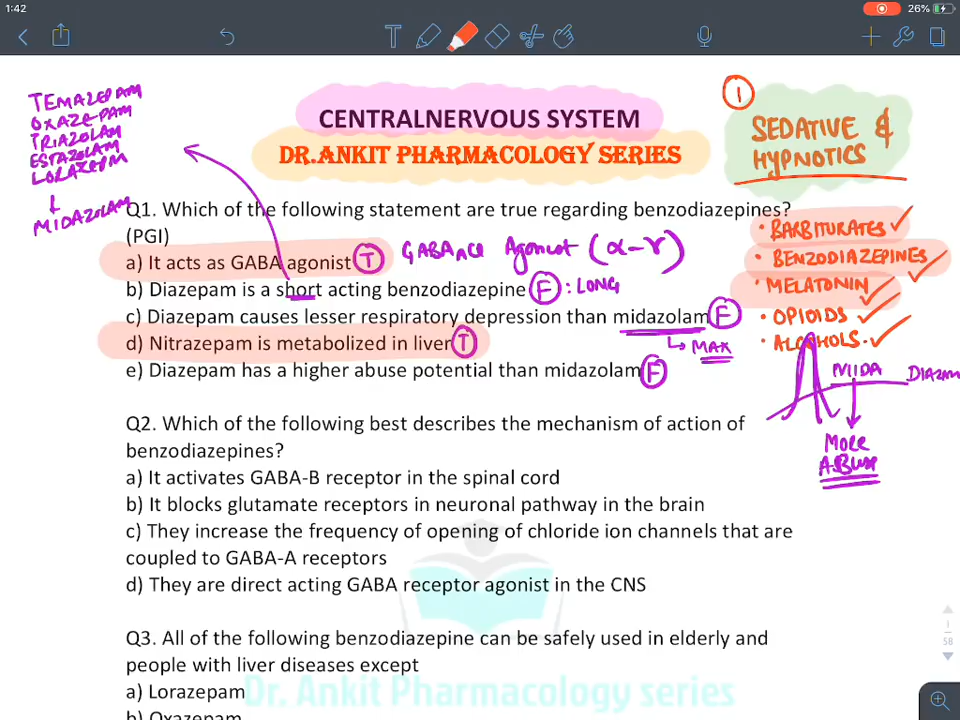 1:42
26%
TEMAZEPAM
OXAZEPAM
TRIAZOLAM
ESTAZOLAM
LORAZEPAM
MIDAZOLAM
CENTRALNERVOUS SYSTEM
DR.ANKIT PHARMACOLOGY SERIES
1
SEDATIVE &
HYPNOTICS
• BARBITURATES
• BENZODIAZEPINES
• MELATONIN
• OPIOIDS
• ALCOHOLS.
Q1. Which of the following statement are true regarding benzodiazepines?
(PGI)
a) It acts as GABA agonist T GABA A Agonist (α-γ)
b) Diazepam is a short acting benzodiazepine F : LONG
c) Diazepam causes lesser respiratory depression than midazolam F
MAX
d) Nitrazepam is metabolized in liver T
e) Diazepam has a higher abuse potential than midazolam F
MIDA
MORE
ABUSE
Q2. Which of the following best describes the mechanism of action of
benzodiazepines?
a) It activates GABA-B receptor in the spinal cord
b) It blocks glutamate receptors in neuronal pathway in the brain
c) They increase the frequency of opening of chloride ion channels that are
coupled to GABA-A receptors
d) They are direct acting GABA receptor agonist in the CNS
Q3. All of the following benzodiazepine can be safely used in elderly and
people with liver diseases except
a) Lorazepam
b) Oxazepam
Dr. Ankit Pharmacology series
1
58